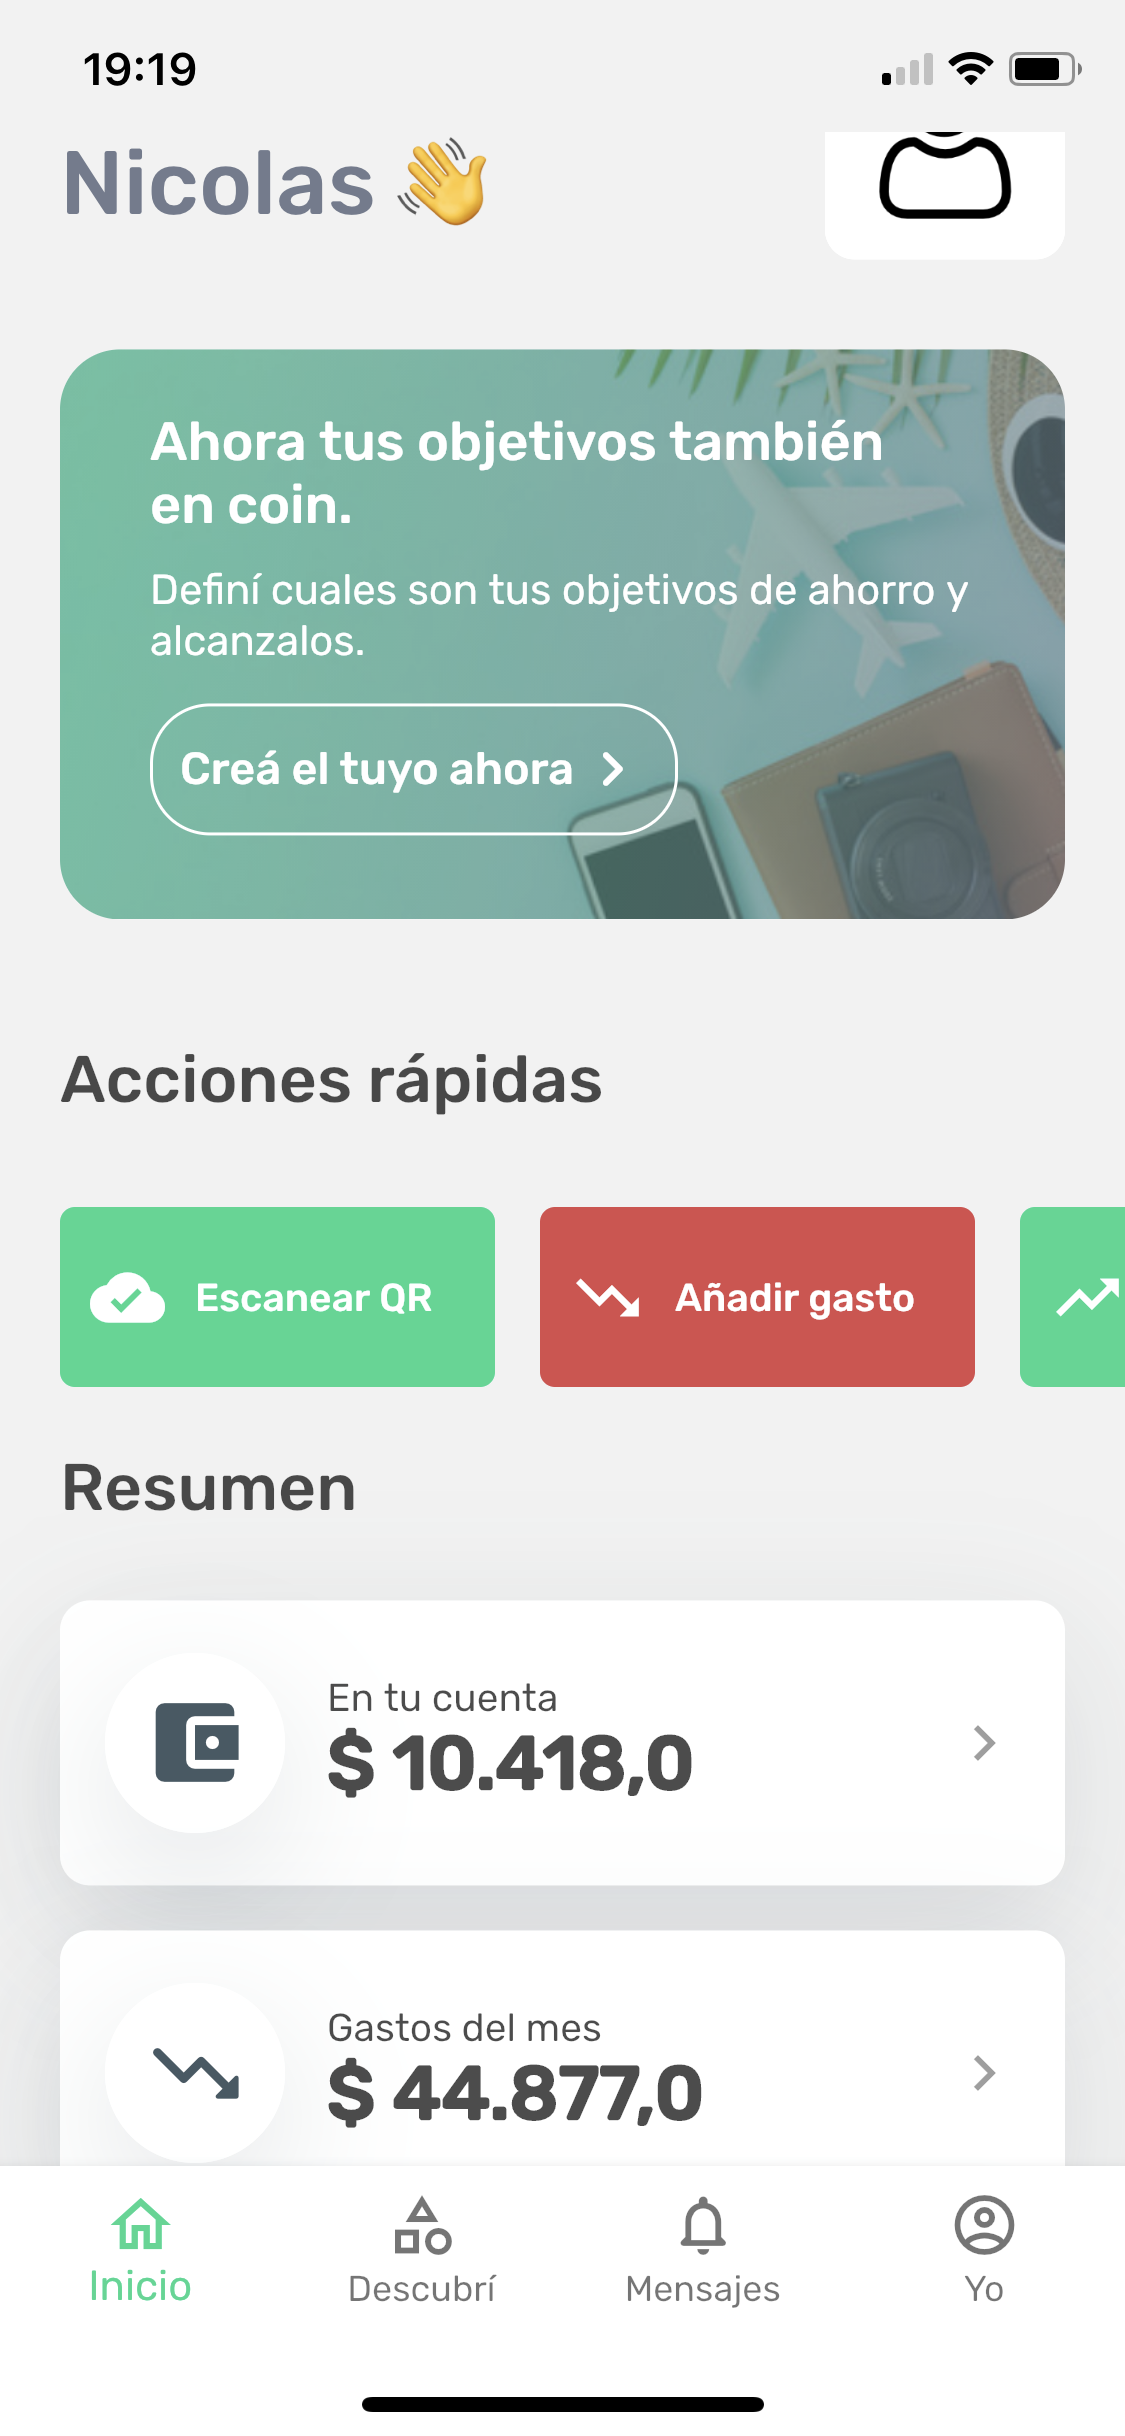 19:19
Nicolas 👋
Ahora tus objetivos también
en coin.
Definí cuales son tus objetivos de ahorro y
alcanzalos.
Creá el tuyo ahora
Acciones rápidas
Escanear QR
Añadir gasto
Resumen
En tu cuenta
$ 10.418,0
Gastos del mes
$ 44.877,0
Inicio
Descubrí
Mensajes
Yo